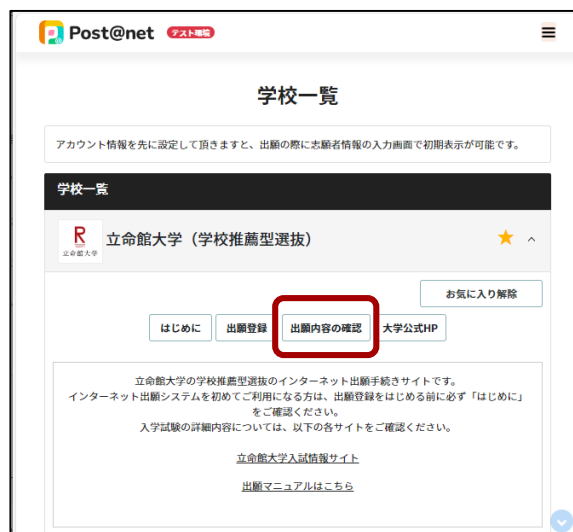 Post@net テスト環境
学校一覧
アカウント情報を先に設定して頂きますと、出願の際に志願者情報の入力画面で初期表示が可能です。
学校一覧
R
立命館大学
立命館大学（学校推薦型選抜）
お気に入り解除
はじめに 出願登録 出願内容の確認 大学公式HP
立命館大学の学校推薦型選抜のインターネット出願手続きサイトです。
インターネット出願システムを初めてご利用になる方は、出願登録をはじめる前に必ず「はじめに」
をご確認ください。
入学試験の詳細内容については、以下の各サイトをご確認ください。
立命館大学入試情報サイト
出願マニュアルはこちら